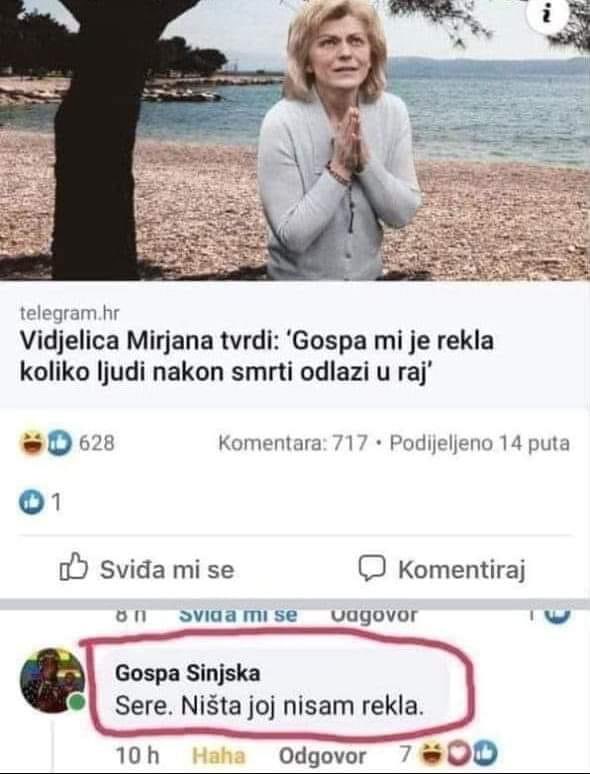 i
telegram.hr
Vidjelica Mirjana tvrdi: ‘Gospa mi je rekla
koliko ljudi nakon smrti odlazi u raj’
628
Komentara: 717 • Podijeljeno 14 puta
1
Sviđa mi se
Komentiraj
8 h Sviđa mi se Odgovor 1
Gospa Sinjska
Sere. Ništa joj nisam rekla.
10 h Haha Odgovor 7